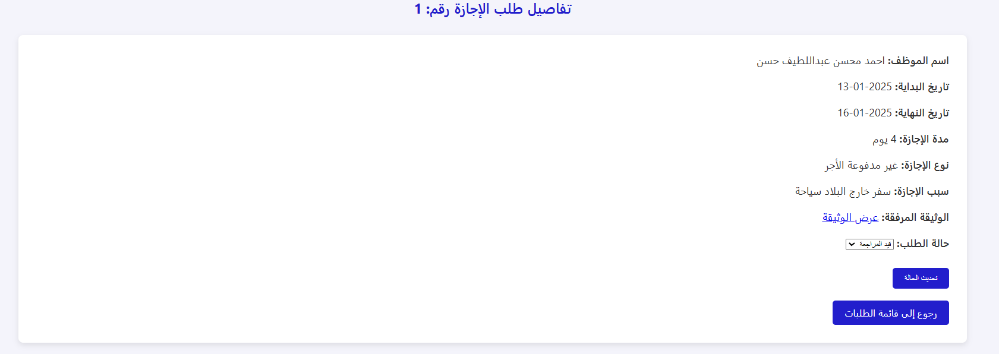 تفاصيل طلب الإجازة رقم: 1
اسم الموظف: احمد محسن عبداللطيف حسن
تاريخ البداية: 2025-01-13
تاريخ النهاية: 2025-01-16
مدة الإجازة: 4 يوم
نوع الإجازة: غير مدفوعة الأجر
سبب الإجازة: سفر خارج البلاد سياحة
الوثيقة المرفقة: عرض الوثيقة
حالة الطلب: قيد المراجعة
تحديث الحالة
رجوع إلى قائمة الطلبات